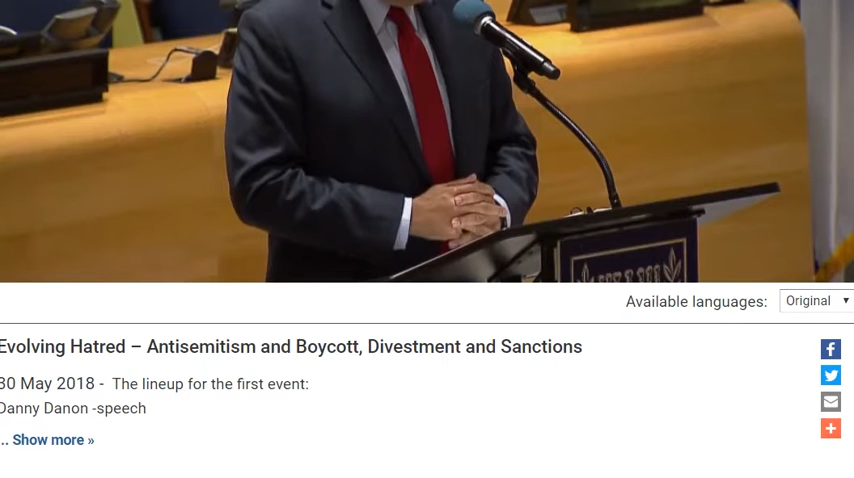 Available languages: Original
Evolving Hatred – Antisemitism and Boycott, Divestment and Sanctions
30 May 2018 - The lineup for the first event:
Danny Danon -speech
.. Show more »